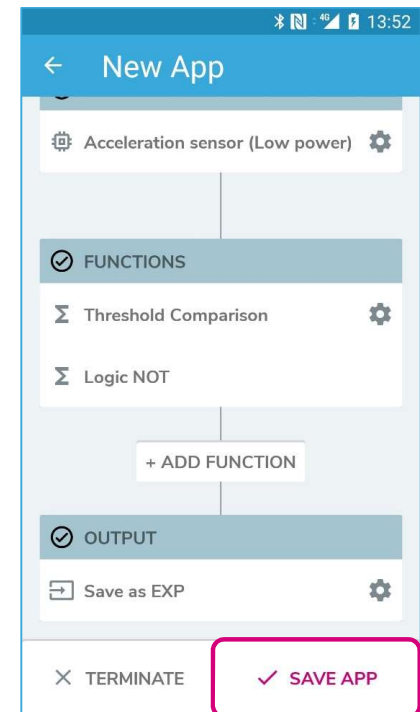 4G 13:52
New App
Acceleration sensor (Low power)
FUNCTIONS
Σ Threshold Comparison
Σ Logic NOT
+ ADD FUNCTION
OUTPUT
Save as EXP
TERMINATE
SAVE APP